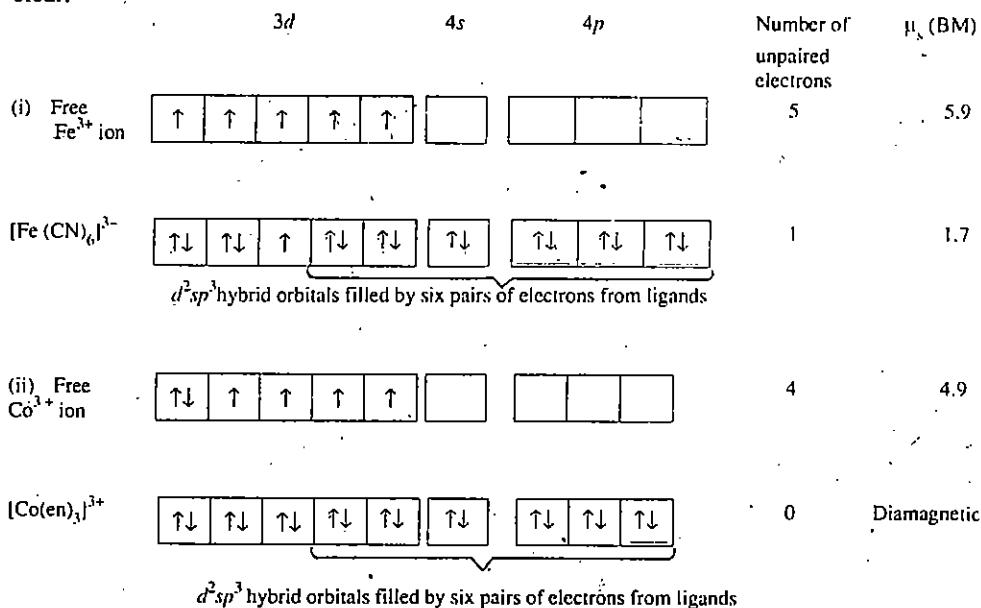 3d 4s 4p Number of unpaired electrons μs (BM)
(i) Free Fe³⁺ ion ↑ ↑ ↑ ↑ ↑ 5 5.9
[Fe (CN)₆]³⁻ ↑↓ ↑↓ ↑ ↑↓ ↑↓ ↑↓ ↑↓ ↑↓ ↑↓ 1 1.7
d²sp³ hybrid orbitals filled by six pairs of electrons from ligands
(ii) Free Co³⁺ ion ↑↓ ↑ ↑ ↑ ↑ 4 4.9
[Co(en)₃]³⁺ ↑↓ ↑↓ ↑↓ ↑↓ ↑↓ ↑↓ ↑↓ ↑↓ ↑↓ 0 Diamagnetic
d²sp³ hybrid orbitals filled by six pairs of electrons from ligands